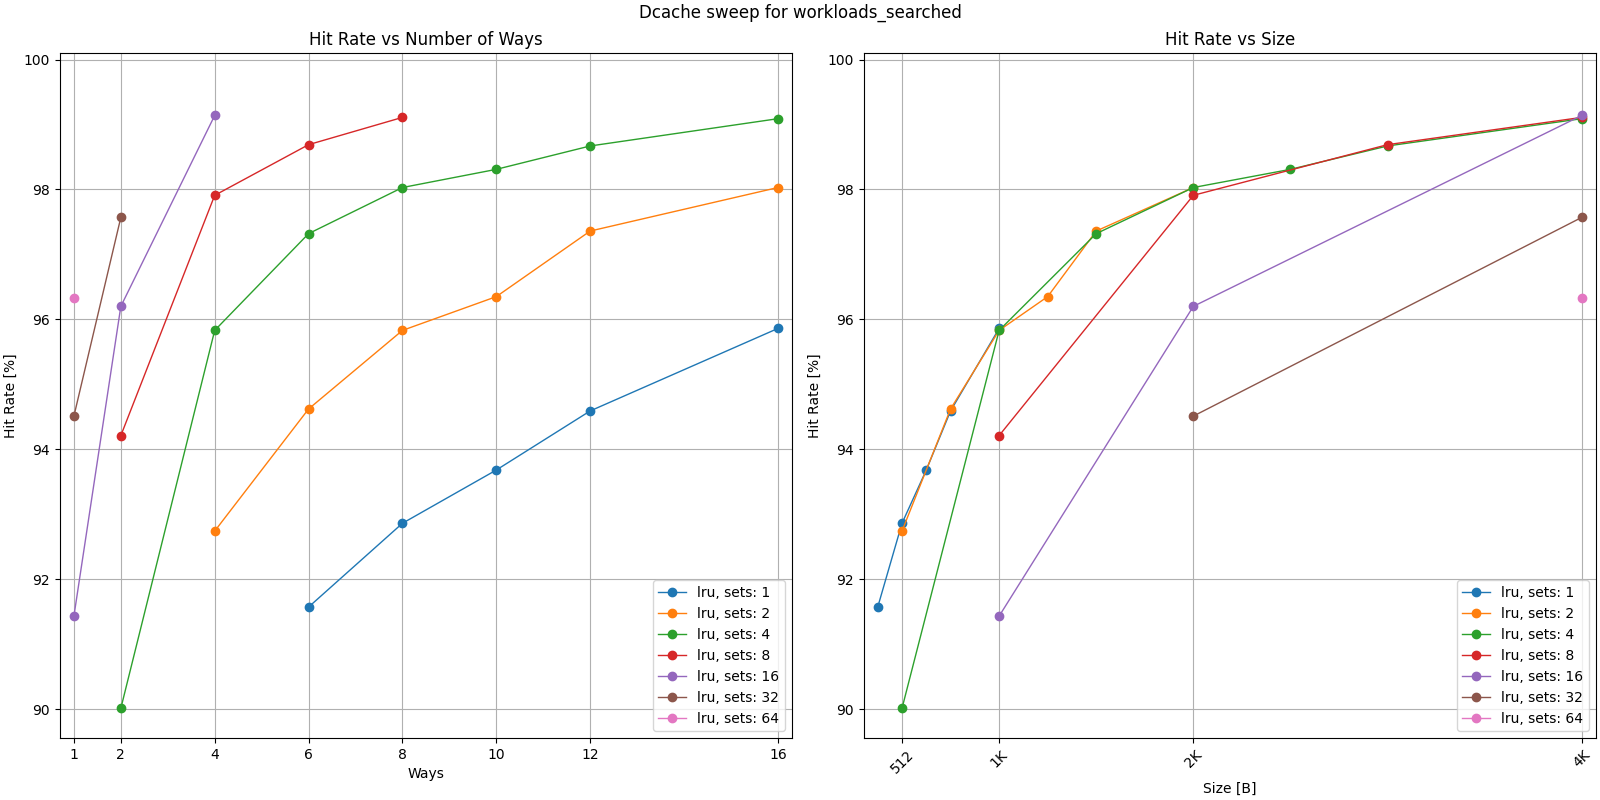 Dcache sweep for workloads_searched
Hit Rate vs Number of Ways
Hit Rate [%]
100
98
96
94
92
90
1
2
4
6
8
10
12
16
Ways
lru, sets: 1
lru, sets: 2
lru, sets: 4
lru, sets: 8
lru, sets: 16
lru, sets: 32
lru, sets: 64
Hit Rate vs Size
Hit Rate [%]
100
98
96
94
92
90
512
1K
2K
4K
Size [B]
lru, sets: 1
lru, sets: 2
lru, sets: 4
lru, sets: 8
lru, sets: 16
lru, sets: 32
lru, sets: 64